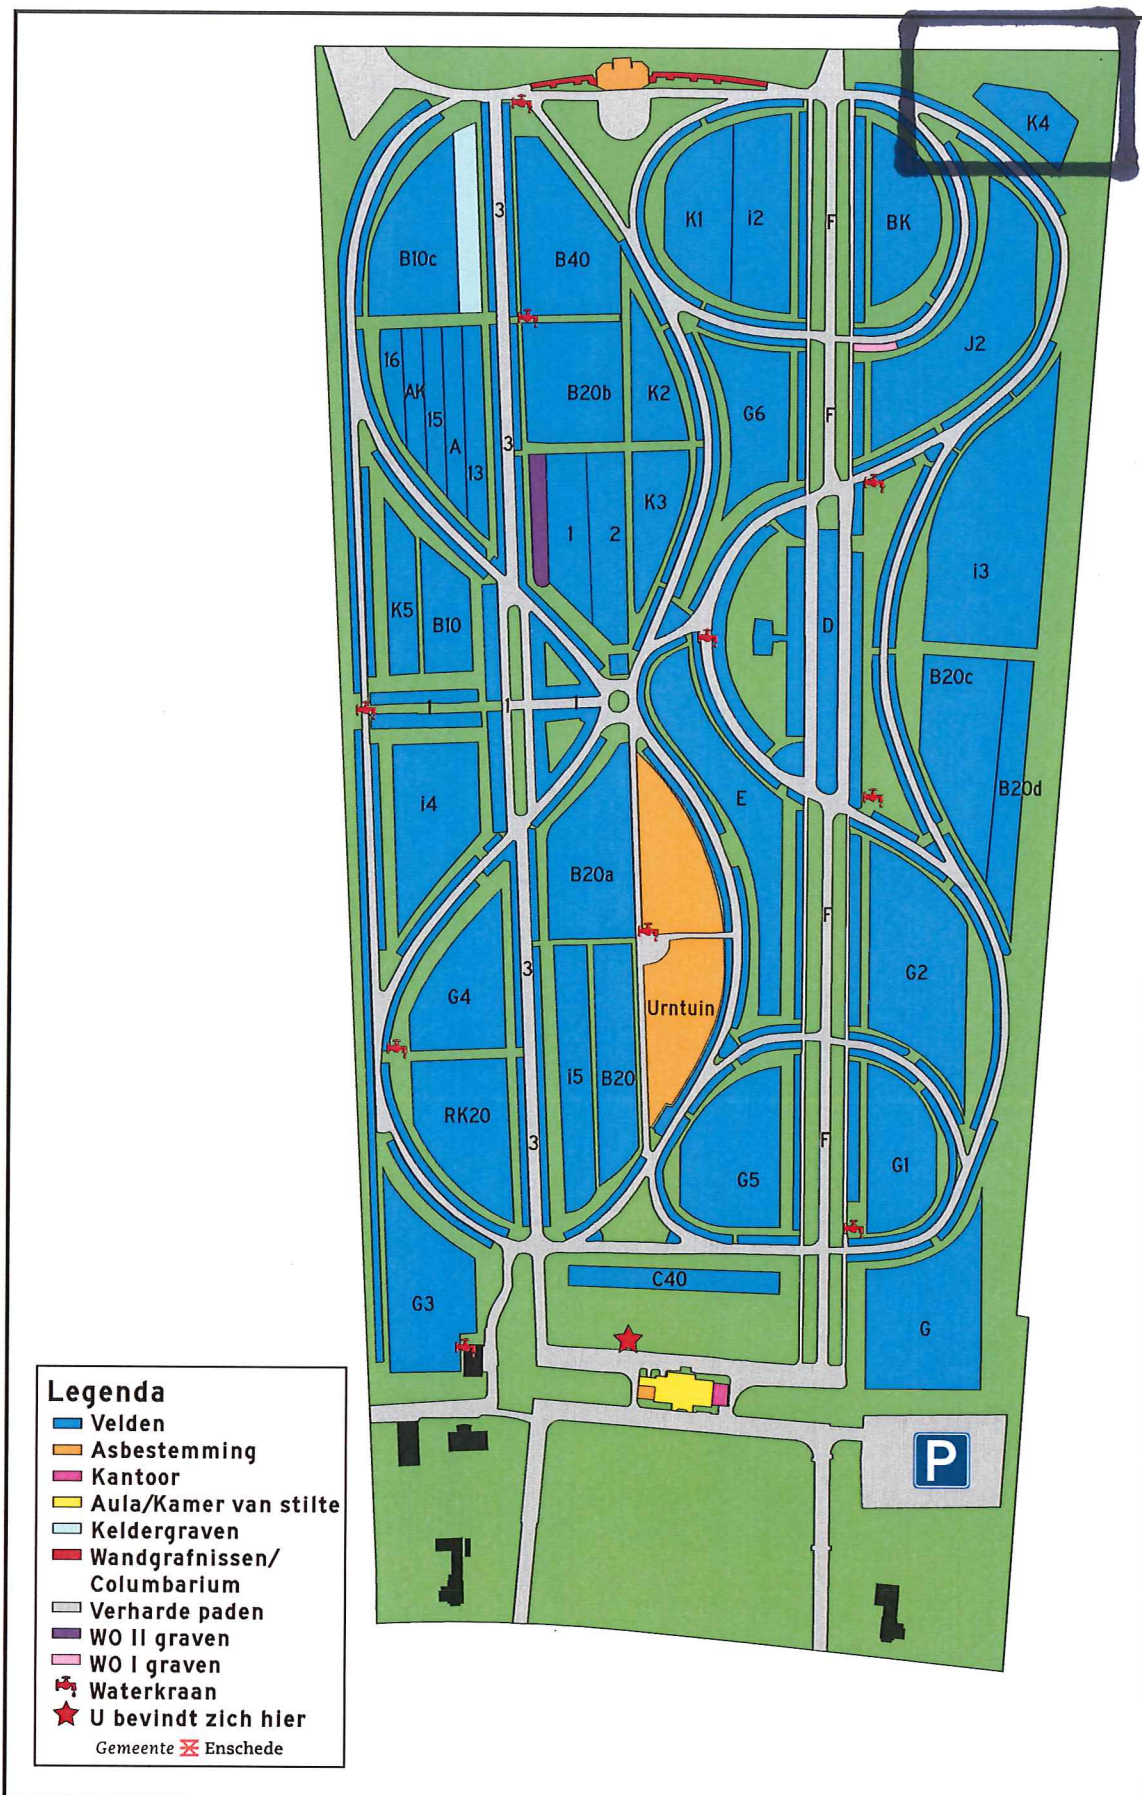 K4
K1
i2
F
BK
3
B10c
B40
J2
16
AK
15
A
13
B20b
K2
G6
F
3
1
2
K3
i3
K5
B10
D
B20c
1
1
1
i4
E
B20d
B20a
F
G2
3
G4
Urntuin
i5
B20
RK20
3
F
G1
G5
C40
G3
G
P
Legenda
Velden
Asbestemming
Kantoor
Aula/Kamer van stilte
Keldergraven
Wandgrafnissen/
Columbarium
Verharde paden
WO II graven
WO I graven
Waterkraan
U bevindt zich hier
Gemeente Enschede